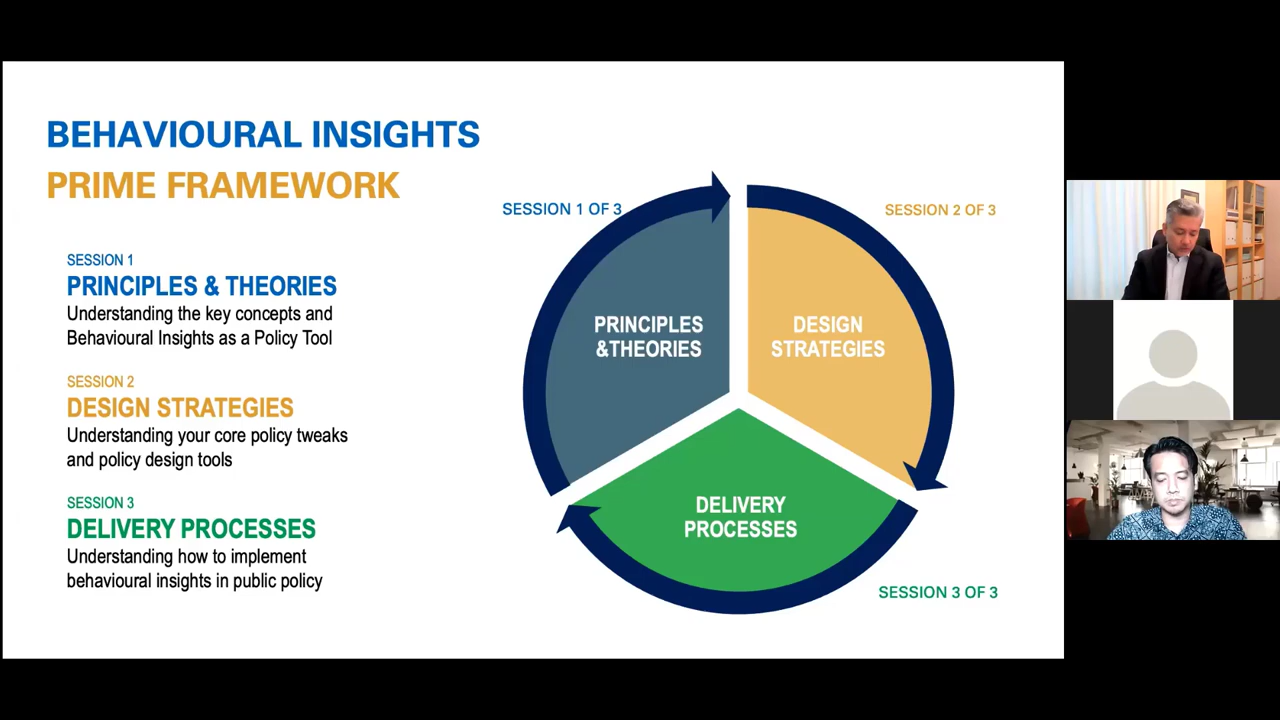 BEHAVIOURAL INSIGHTS
PRIME FRAMEWORK
SESSION 1
PRINCIPLES & THEORIES
Understanding the key concepts and
Behavioural Insights as a Policy Tool
SESSION 2
DESIGN STRATEGIES
Understanding your core policy tweaks
and policy design tools
SESSION 3
DELIVERY PROCESSES
Understanding how to implement
behavioural insights in public policy
SESSION 1 OF 3
SESSION 2 OF 3
PRINCIPLES
&THEORIES
DESIGN
STRATEGIES
DELIVERY
PROCESSES
SESSION 3 OF 3